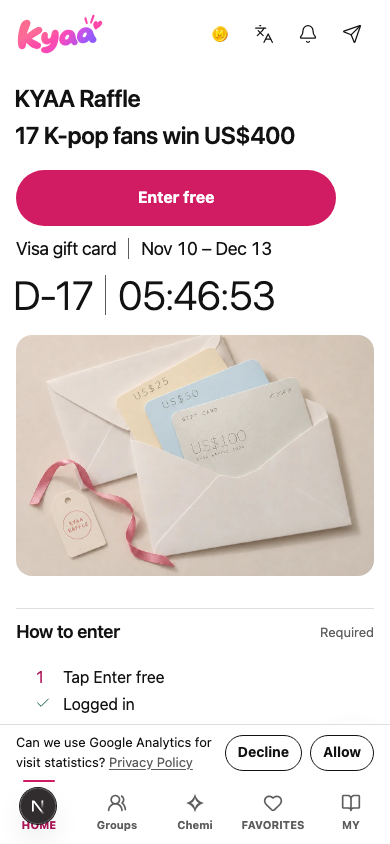 kyaa
KYAA Raffle
17 K-pop fans win US$400
Enter free
Visa gift card | Nov 10 – Dec 13
D-17 | 05:46:53
US$25
US$50
GIFT CARD
US$100
KYAA
RAFFLE
How to enter
Required
1 Tap Enter free
Logged in
Can we use Google Analytics for
visit statistics? Privacy Policy
Decline
Allow
N
HOME
Groups
Chemi
FAVORITES
MY